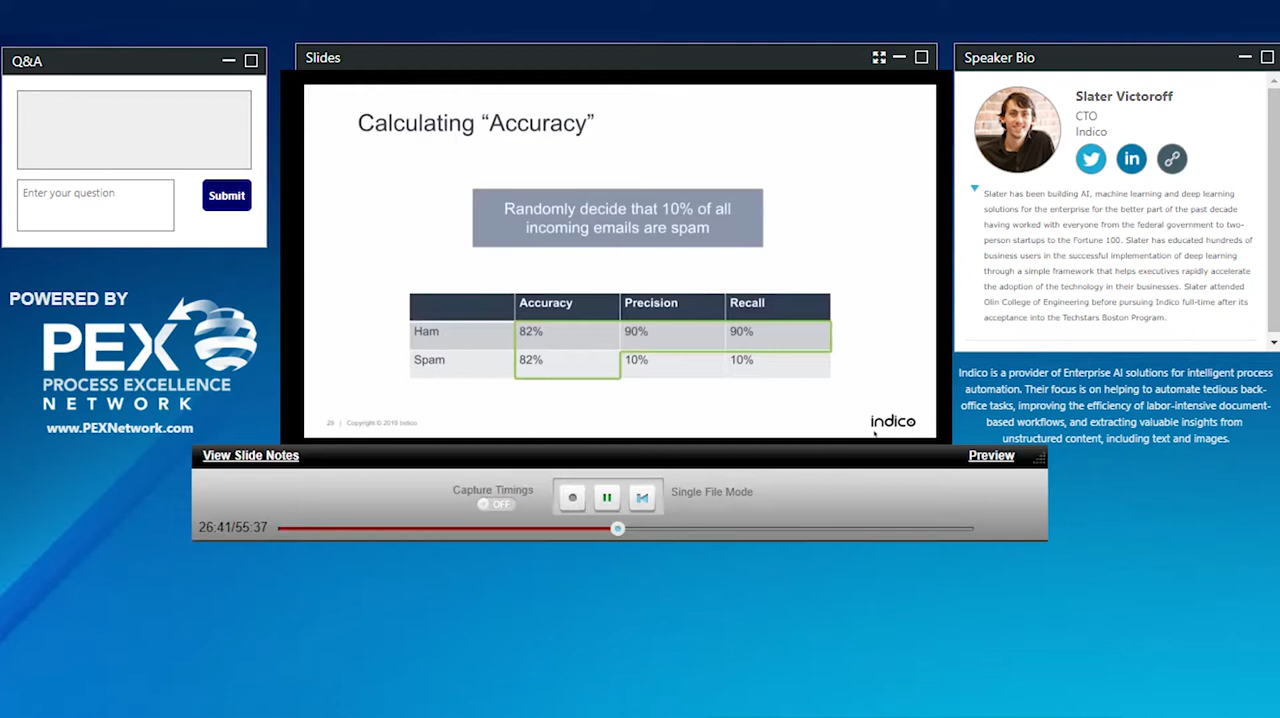 Q&A
Enter your question
Submit
POWERED BY
PEX
PROCESS EXCELLENCE
NETWORK
www.PEXNetwork.com
Slides
Calculating “Accuracy”
Randomly decide that 10% of all
incoming emails are spam
Accuracy Precision Recall
Ham 82% 90% 90%
Spam 82% 10% 10%
29 | Copyright © 2018 Indico
indico
View Slide Notes
Preview
Capture Timings
OFF
Single File Mode
26:41/55:37
Speaker Bio
Slater Victoroff
CTO
Indico
in
Slater has been building AI, machine learning and deep learning
solutions for the enterprise for the better part of the past decade
having worked with everyone from the federal government to two-
person startups to the Fortune 100. Slater has educated hundreds of
business users in the successful implementation of deep learning
through a simple framework that helps executives rapidly accelerate
the adoption of the technology in their businesses. Slater attended
Olin College of Engineering before pursuing Indico full-time after its
acceptance into the Techstars Boston Program.
Indico is a provider of Enterprise AI solutions for intelligent process
automation. Their focus is on helping to automate tedious back-
office tasks, improving the efficiency of labor-intensive document-
based workflows, and extracting valuable insights from
unstructured content, including text and images.